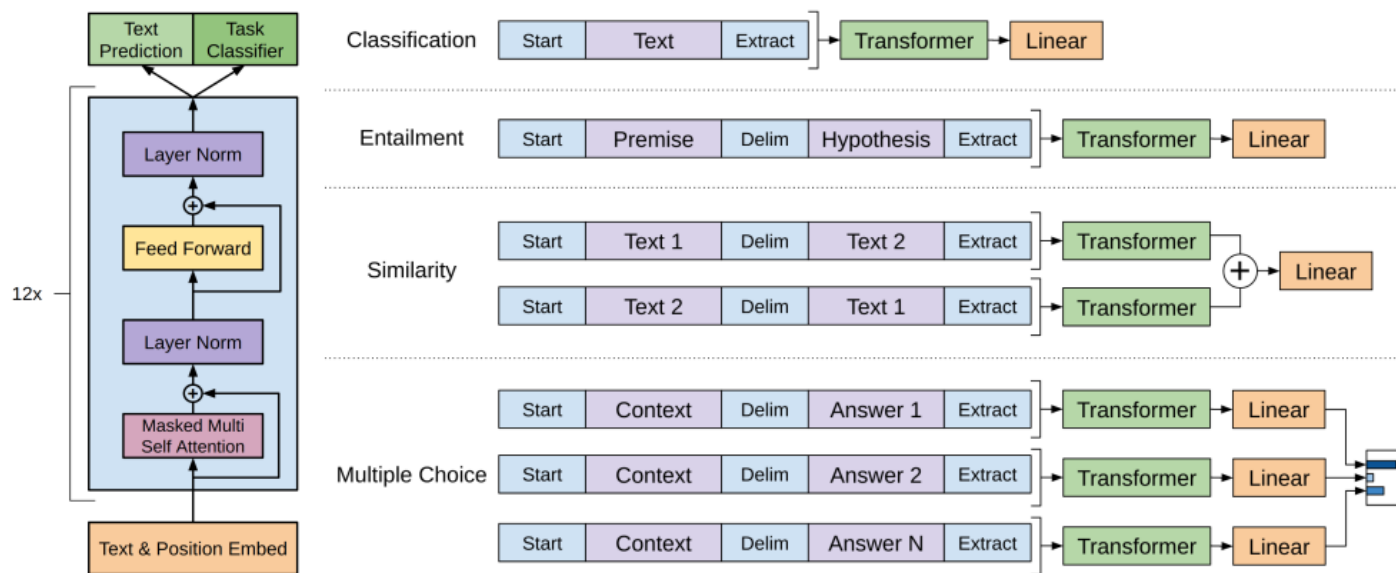 Text
Prediction
Task
Classifier
Layer Norm
Feed Forward
12x
Layer Norm
Masked Multi
Self Attention
Text & Position Embed
Classification
Start
Text
Extract
Transformer
Linear
Entailment
Start
Premise
Delim
Hypothesis
Extract
Transformer
Linear
Similarity
Start
Text 1
Delim
Text 2
Extract
Transformer
Start
Text 2
Delim
Text 1
Extract
Transformer
Linear
Multiple Choice
Start
Context
Delim
Answer 1
Extract
Transformer
Linear
Start
Context
Delim
Answer 2
Extract
Transformer
Linear
Start
Context
Delim
Answer N
Extract
Transformer
Linear